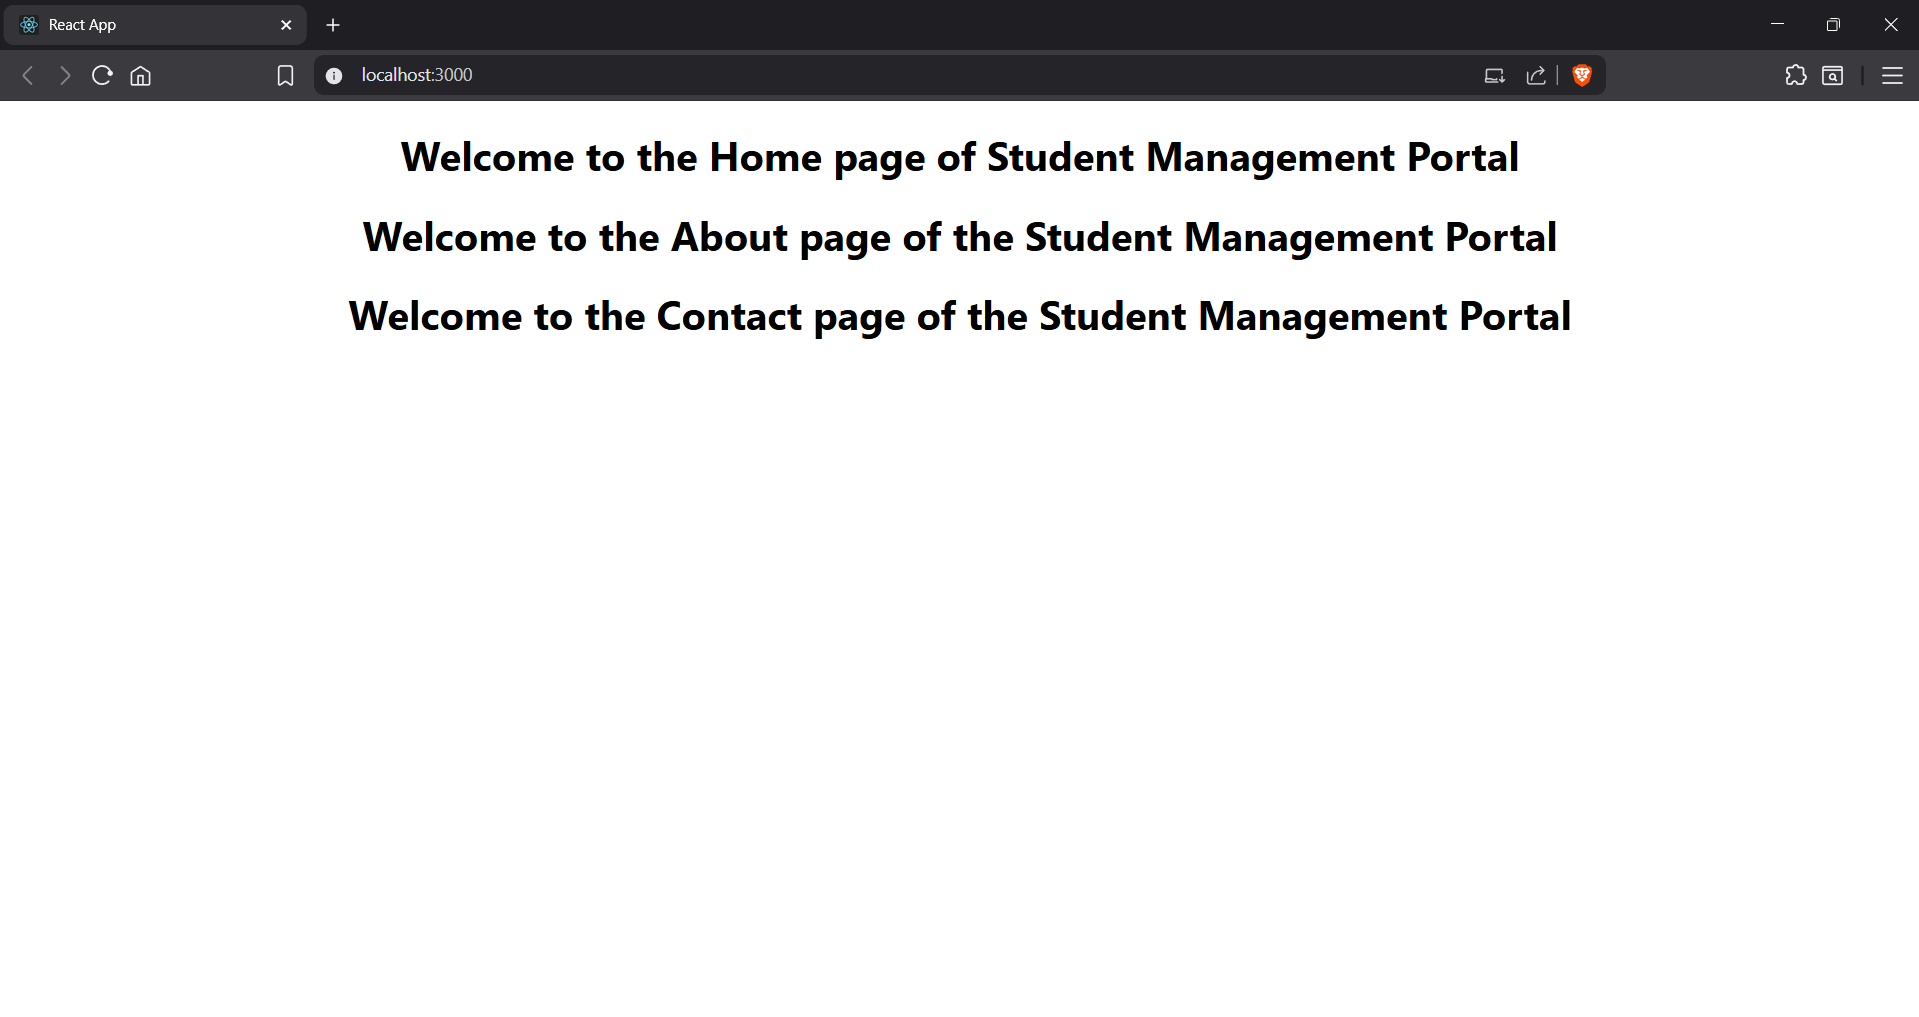 React App
localhost:3000
Welcome to the Home page of Student Management Portal
Welcome to the About page of the Student Management Portal
Welcome to the Contact page of the Student Management Portal